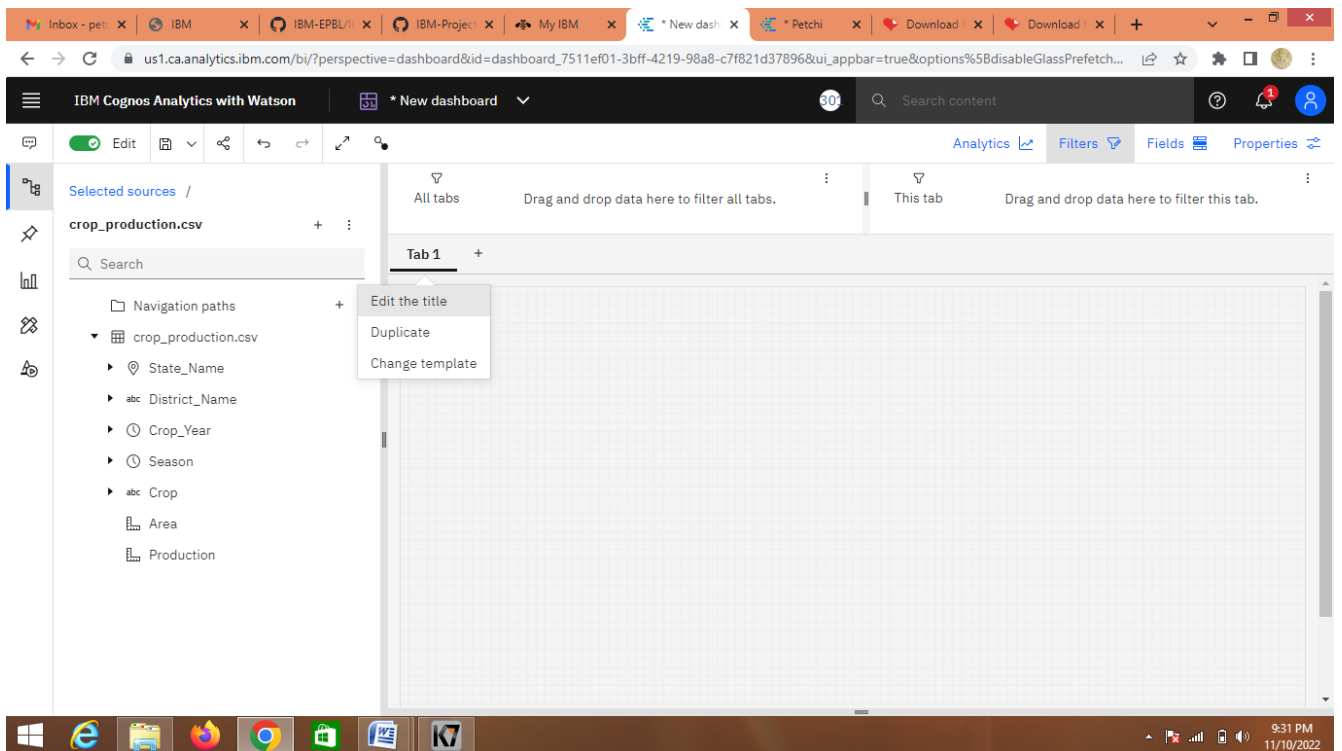 Inbox - petc
IBM
IBM-EPBL/I
IBM-Project
My IBM
* New dash
* Petchi
Download
Download
us1.ca.analytics.ibm.com/bi/?perspective=dashboard&id=dashboard_7511ef01-3bff-4219-98a8-c7f821d37896&ui_appbar=true&options%5BdisableGlassPrefetch...
IBM Cognos Analytics with Watson
* New dashboard
301
Search content
1
Edit
Analytics
Filters
Fields
Properties
Selected sources /
crop_production.csv
Search
Navigation paths
crop_production.csv
State_Name
abc District_Name
Crop_Year
Season
abc Crop
Area
Production
All tabs
Drag and drop data here to filter all tabs.
This tab
Drag and drop data here to filter this tab.
Tab 1
Edit the title
Duplicate
Change template
9:31 PM
11/10/2022